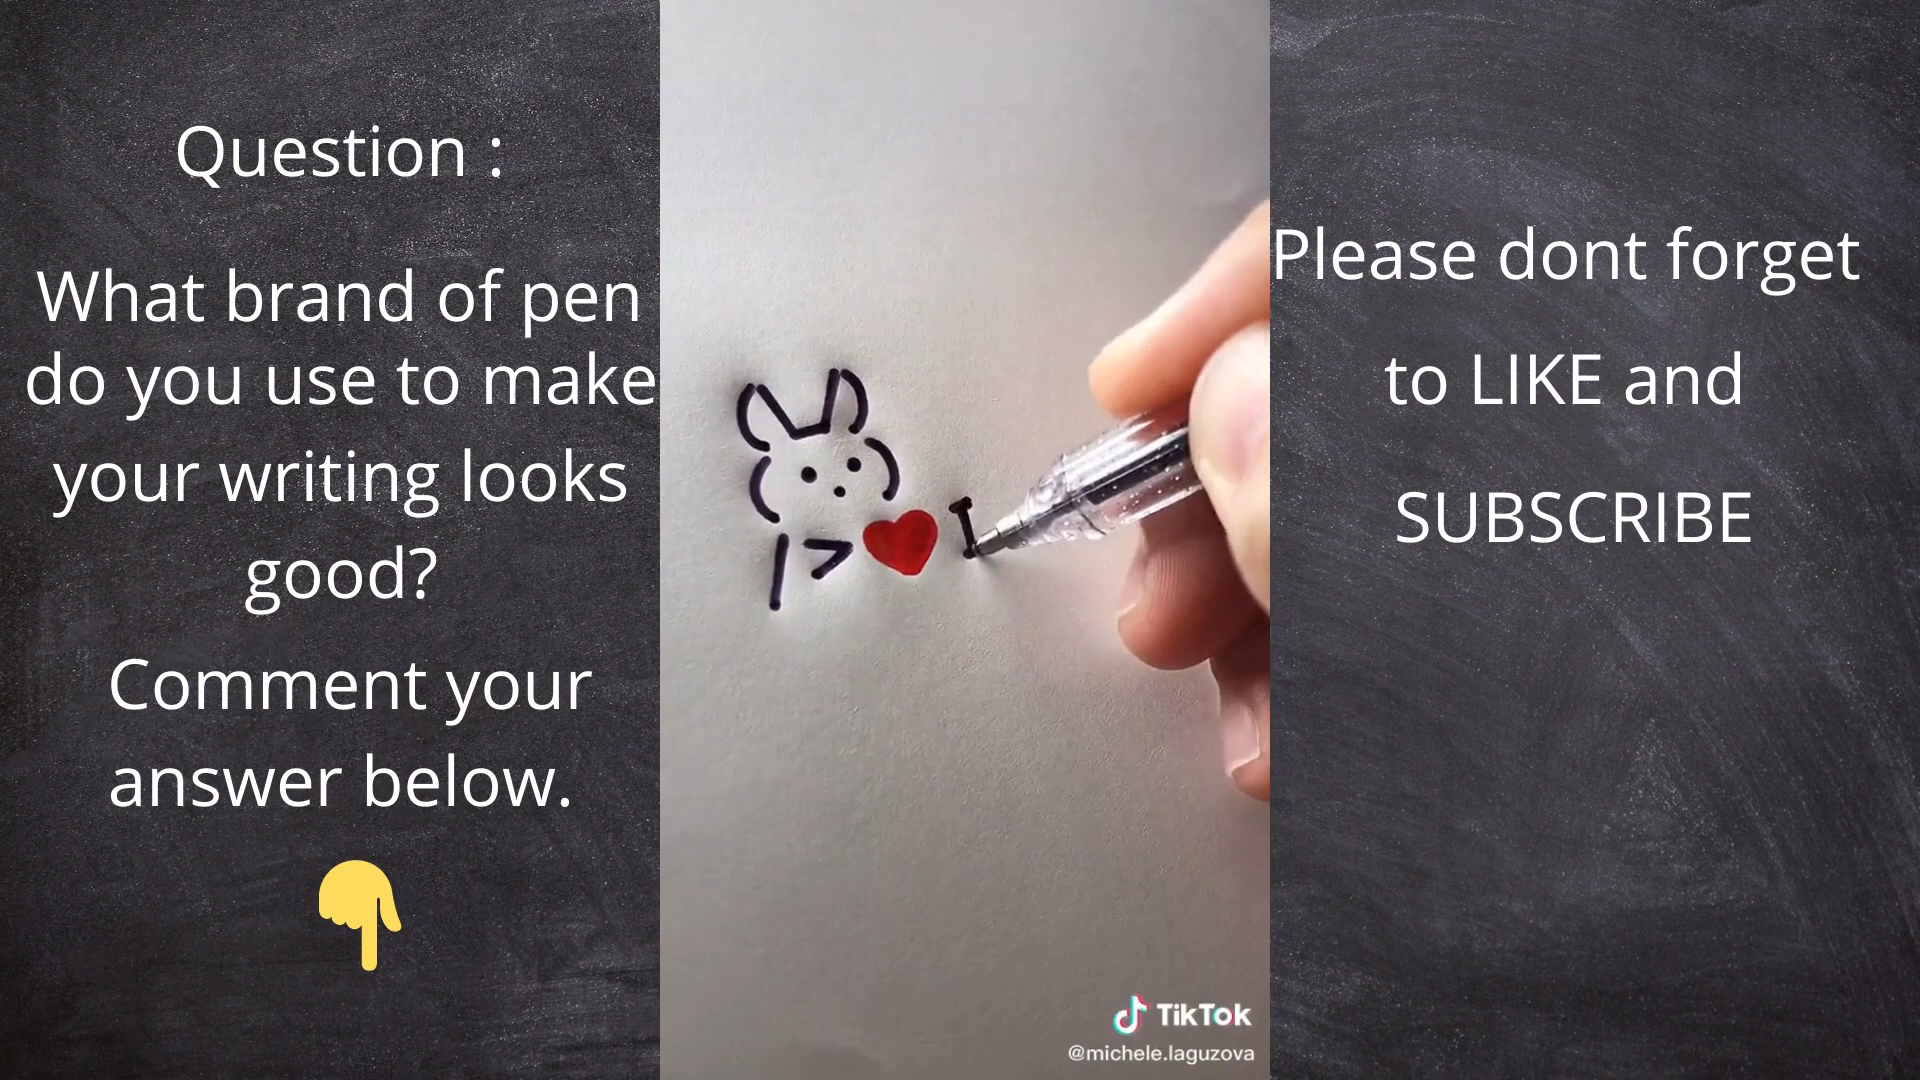 Question :
What brand of pen
do you use to make
your writing looks
good?
Comment your
answer below.
Please dont forget
to LIKE and
SUBSCRIBE
TikTok
@michele.laguzova